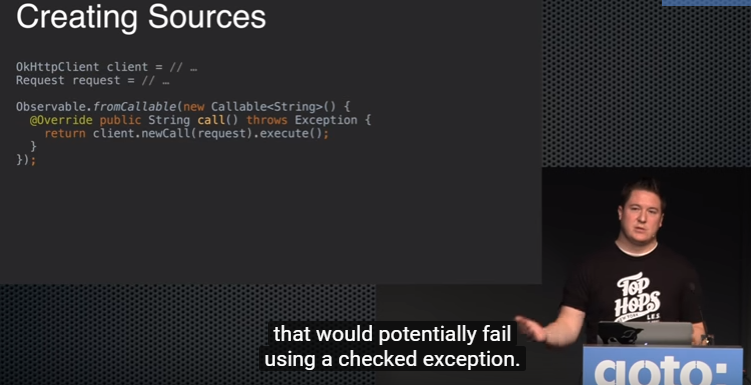 Creating Sources
OkHttpClient client = // …
Request request = // …
Observable.fromCallable(new Callable<String>() {
  @Override public String call() throws Exception {
    return client.newCall(request).execute();
  }
});
TOP
HOPS
L.E.S
that would potentially fail
using a checked exception.
goto;